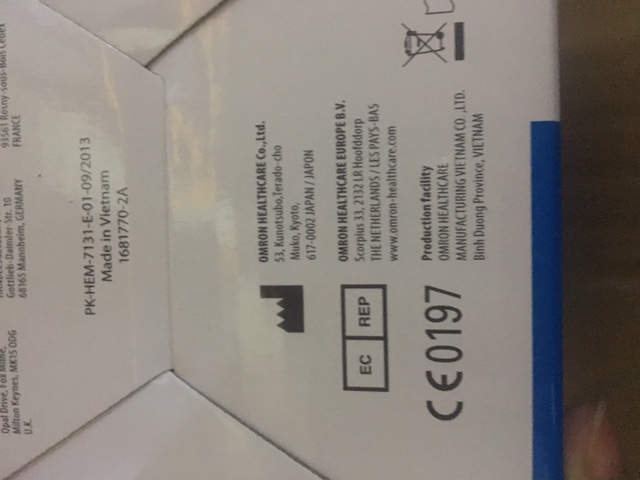 93561 Rosny-sous-Bois Cedex
FRANCE
Gottlieb-Daimler-Str. 10
68165 Mannheim, GERMANY
Opal Drive, Fox Milne,
Milton Keynes, MK15 0DG
U.K.
PK-HEM-7131-E-01-09/2013
Made in Vietnam
1681770-2A
OMRON HEALTHCARE Co.,Ltd.
53, Kunotsubo,Terado-cho
Muko, Kyoto,
617-0002 JAPAN / JAPON
EC REP
OMRON HEALTHCARE EUROPE B.V.
Scorpius 33, 2132 LR Hoofddorp
THE NETHERLANDS / LES PAYS-BAS
www.omron-healthcare.com
CE0197
Production facility
OMRON HEALTHCARE
MANUFACTURING VIETNAM CO .,LTD.
Binh Duong Province, VIETNAM